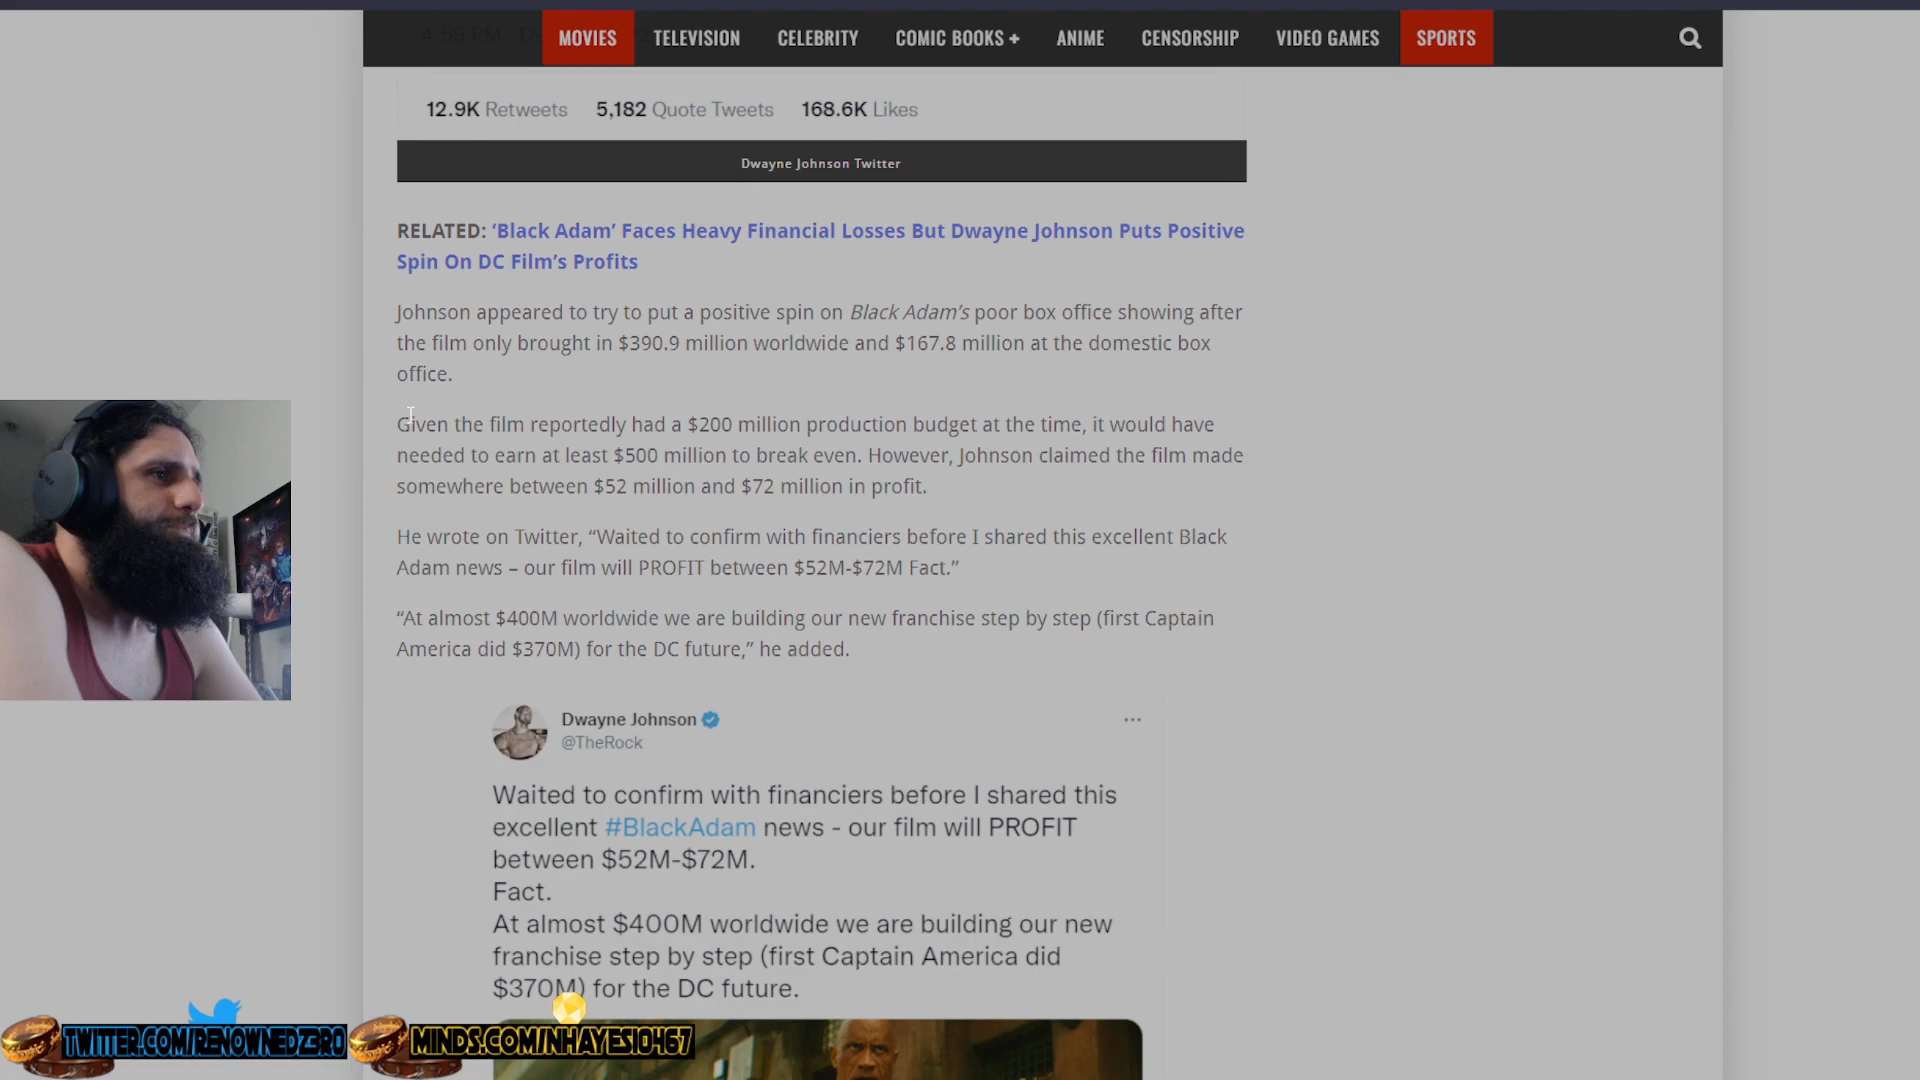 MOVIES TELEVISION CELEBRITY COMIC BOOKS + ANIME CENSORSHIP VIDEO GAMES SPORTS
12.9K Retweets 5,182 Quote Tweets 168.6K Likes
Dwayne Johnson Twitter
RELATED: ‘Black Adam’ Faces Heavy Financial Losses But Dwayne Johnson Puts Positive
Spin On DC Film’s Profits
Johnson appeared to try to put a positive spin on Black Adam’s poor box office showing after
the film only brought in $390.9 million worldwide and $167.8 million at the domestic box
office.
Given the film reportedly had a $200 million production budget at the time, it would have
needed to earn at least $500 million to break even. However, Johnson claimed the film made
somewhere between $52 million and $72 million in profit.
He wrote on Twitter, “Waited to confirm with financiers before I shared this excellent Black
Adam news – our film will PROFIT between $52M-$72M Fact.”
“At almost $400M worldwide we are building our new franchise step by step (first Captain
America did $370M) for the DC future,” he added.
Dwayne Johnson
@TheRock
Waited to confirm with financiers before I shared this
excellent #BlackAdam news - our film will PROFIT
between $52M-$72M.
Fact.
At almost $400M worldwide we are building our new
franchise step by step (first Captain America did
$370M) for the DC future.
TWITTER.COM/RENOWNEDZ3R0 MINDS.COM/NHAYES10467